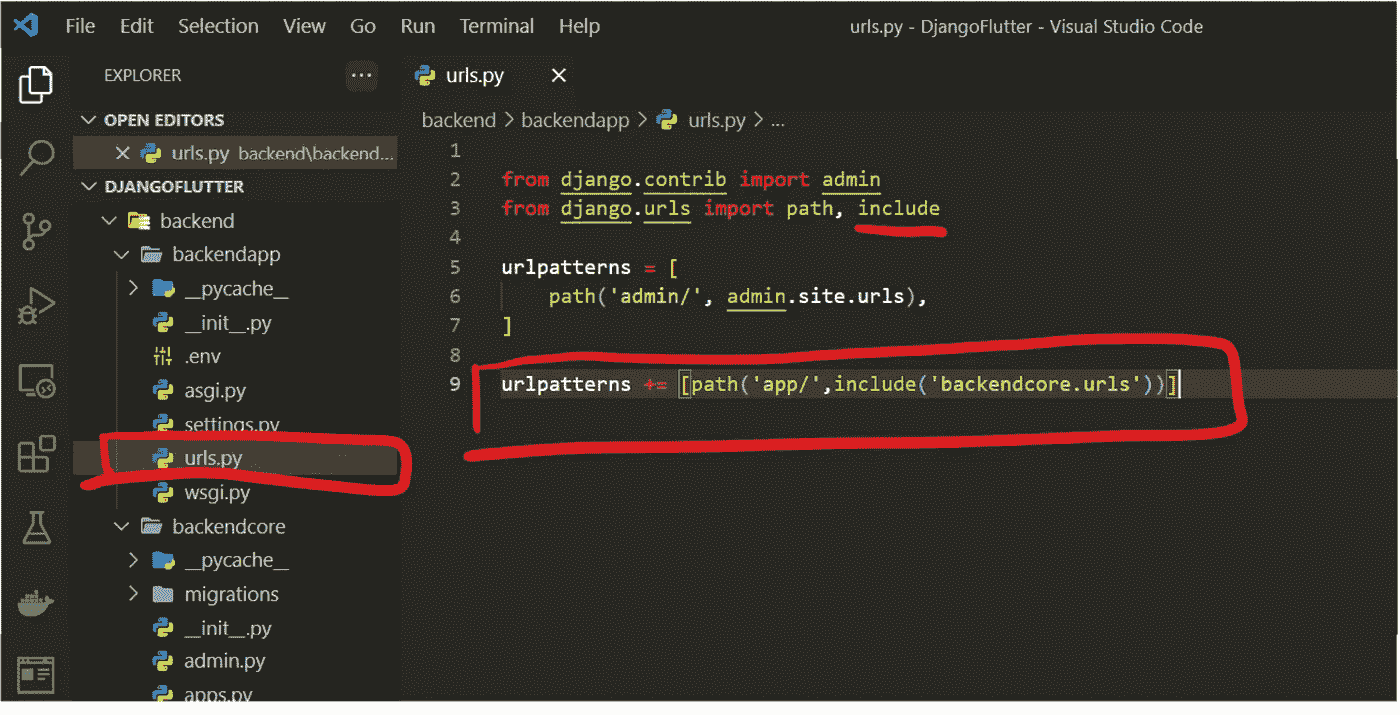 File Edit Selection View Go Run Terminal Help urls.py - DjangoFlutter - Visual Studio Code
EXPLORER ...
OPEN EDITORS
urls.py backend\backend...
DJANGOFLUTTER
backend
backendapp
__pycache__
__init__.py
.env
asgi.py
settings.py
urls.py
wsgi.py
backendcore
__pycache__
migrations
__init__.py
admin.py
apps.py
urls.py
backend > backendapp > urls.py > ...
1
2 from django.contrib import admin
3 from django.urls import path, include
4
5 urlpatterns = [
6     path('admin/', admin.site.urls),
7 ]
8
9 urlpatterns += [path('app/',include('backendcore.urls'))]